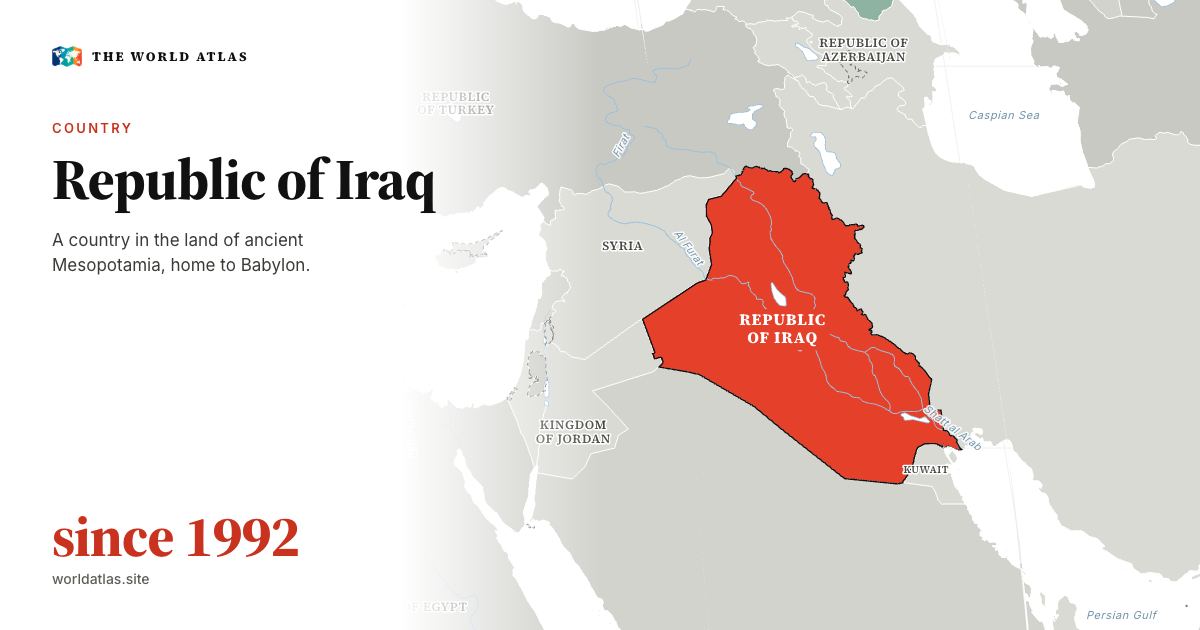 THE WORLD ATLAS
COUNTRY
Republic of Iraq
A country in the land of ancient
Mesopotamia, home to Babylon.
since 1992
worldatlas.site
REPUBLIC OF
AZERBAIJAN
REPUBLIC
OF TURKEY
Caspian Sea
Firat
SYRIA
Al Furat
REPUBLIC
OF IRAQ
KINGDOM
OF JORDAN
Shatt al Arab
KUWAIT
OF EGYPT
Persian Gulf